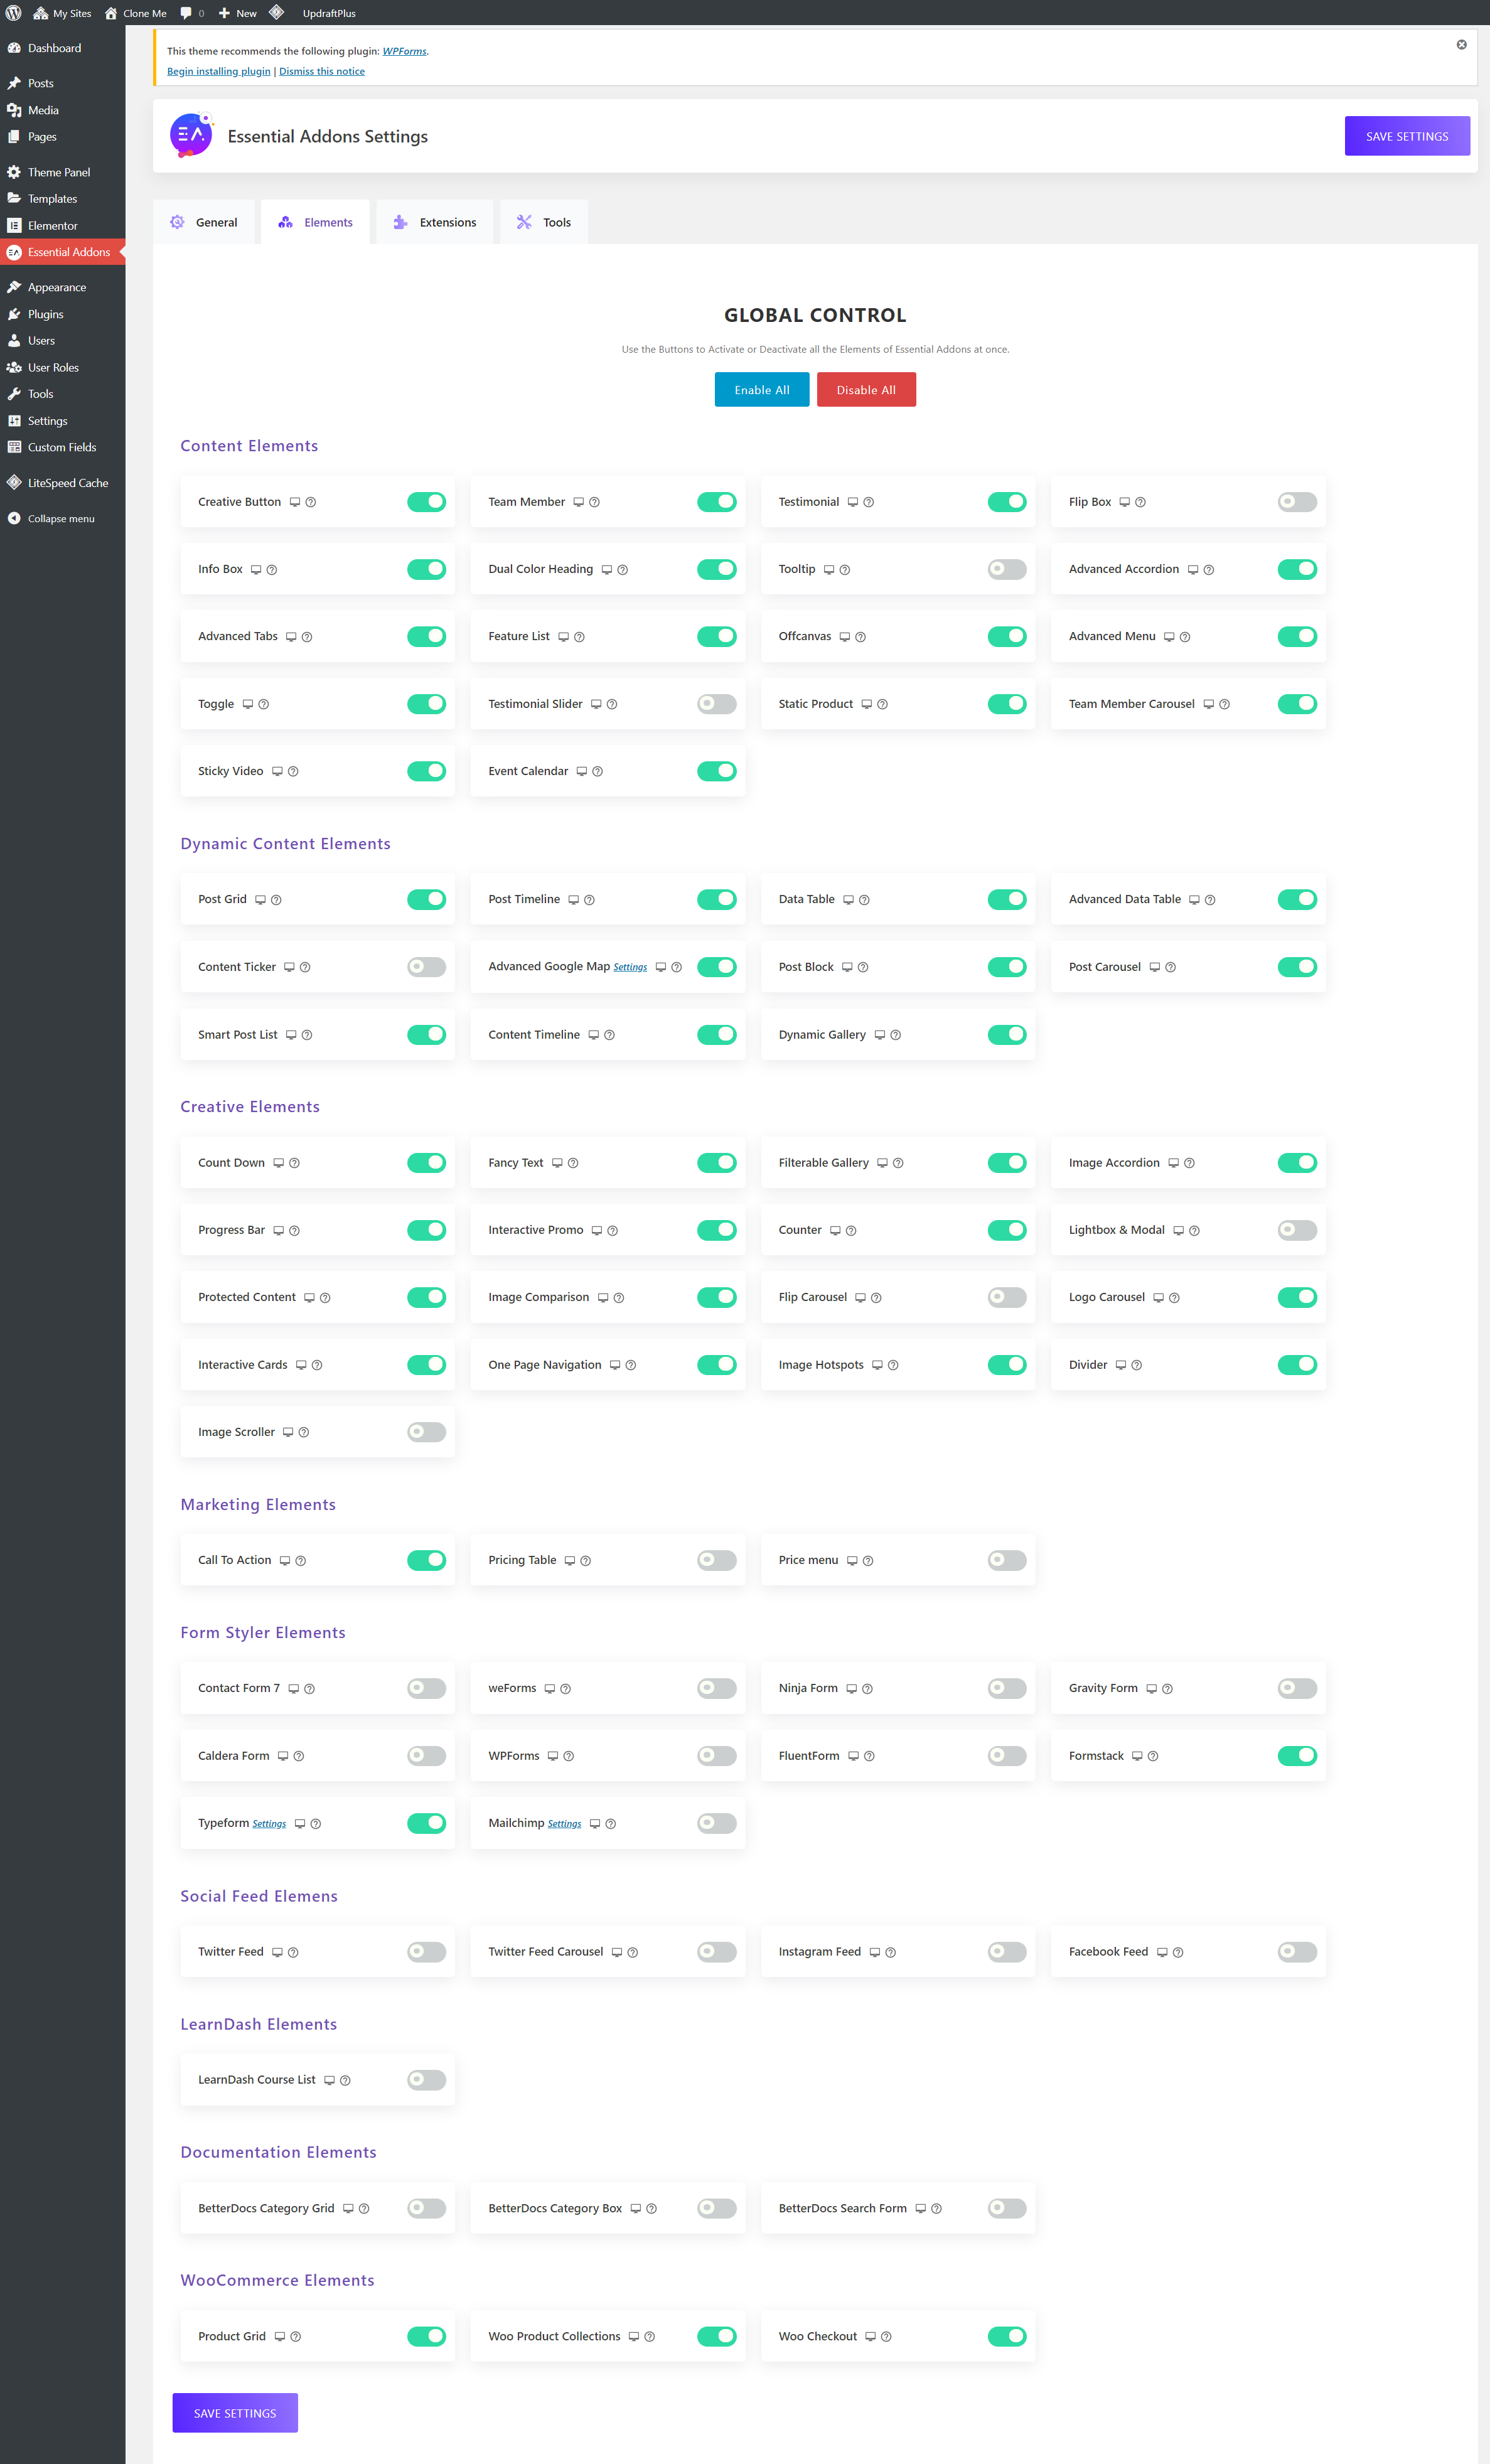 My Sites Clone Me 0 New UpdraftPlus
Dashboard
Posts
Media
Pages
Theme Panel
Templates
Elementor
Essential Addons
Appearance
Plugins
Users
User Roles
Tools
Settings
Custom Fields
LiteSpeed Cache
Collapse menu
This theme recommends the following plugin: WPForms.
Begin installing plugin | Dismiss this notice
EA Essential Addons Settings SAVE SETTINGS
General Elements Extensions Tools
GLOBAL CONTROL
Use the Buttons to Activate or Deactivate all the Elements of Essential Addons at once.
Enable All Disable All
Content Elements
Creative Button Team Member Testimonial Flip Box
Info Box Dual Color Heading Tooltip Advanced Accordion
Advanced Tabs Feature List Offcanvas Advanced Menu
Toggle Testimonial Slider Static Product Team Member Carousel
Sticky Video Event Calendar
Dynamic Content Elements
Post Grid Post Timeline Data Table Advanced Data Table
Content Ticker Advanced Google Map Settings Post Block Post Carousel
Smart Post List Content Timeline Dynamic Gallery
Creative Elements
Count Down Fancy Text Filterable Gallery Image Accordion
Progress Bar Interactive Promo Counter Lightbox & Modal
Protected Content Image Comparison Flip Carousel Logo Carousel
Interactive Cards One Page Navigation Image Hotspots Divider
Image Scroller
Marketing Elements
Call To Action Pricing Table Price menu
Form Styler Elements
Contact Form 7 weForms Ninja Form Gravity Form
Caldera Form WPForms FluentForm Formstack
Typeform Settings Mailchimp Settings
Social Feed Elemens
Twitter Feed Twitter Feed Carousel Instagram Feed Facebook Feed
LearnDash Elements
LearnDash Course List
Documentation Elements
BetterDocs Category Grid BetterDocs Category Box BetterDocs Search Form
WooCommerce Elements
Product Grid Woo Product Collections Woo Checkout
SAVE SETTINGS